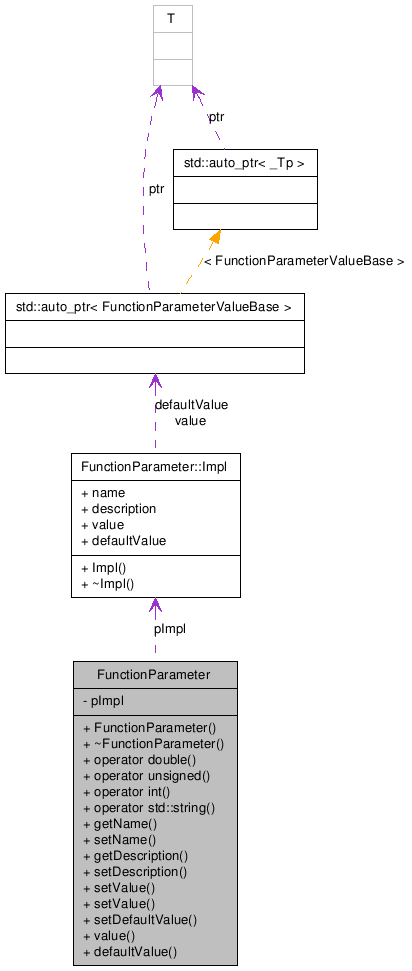 T
ptr
std::auto_ptr< _Tp >
ptr
< FunctionParameterValueBase >
std::auto_ptr< FunctionParameterValueBase >
defaultValue
value
FunctionParameter::Impl
+ name
+ description
+ value
+ defaultValue
+ Impl()
+ ~Impl()
pImpl
FunctionParameter
- pImpl
+ FunctionParameter()
+ ~FunctionParameter()
+ operator double()
+ operator unsigned()
+ operator int()
+ operator std::string()
+ getName()
+ setName()
+ getDescription()
+ setDescription()
+ setValue()
+ setValue()
+ setDefaultValue()
+ value()
+ defaultValue()